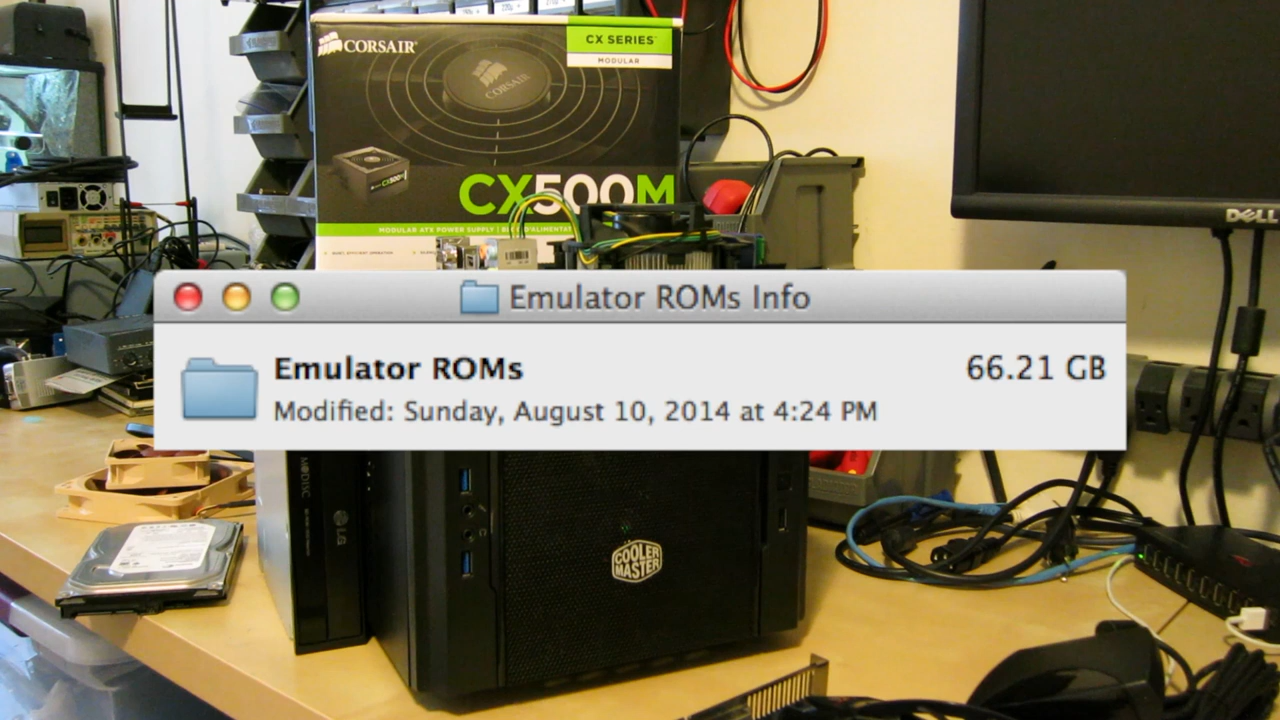 CORSAIR
CX SERIES
MODULAR
CORSAIR
CX500M
CX500M
MODULAR ATX POWER SUPPLY
DELL
Emulator ROMs Info
Emulator ROMs
66.21 GB
Modified: Sunday, August 10, 2014 at 4:24 PM
LG
COOLER
MASTER